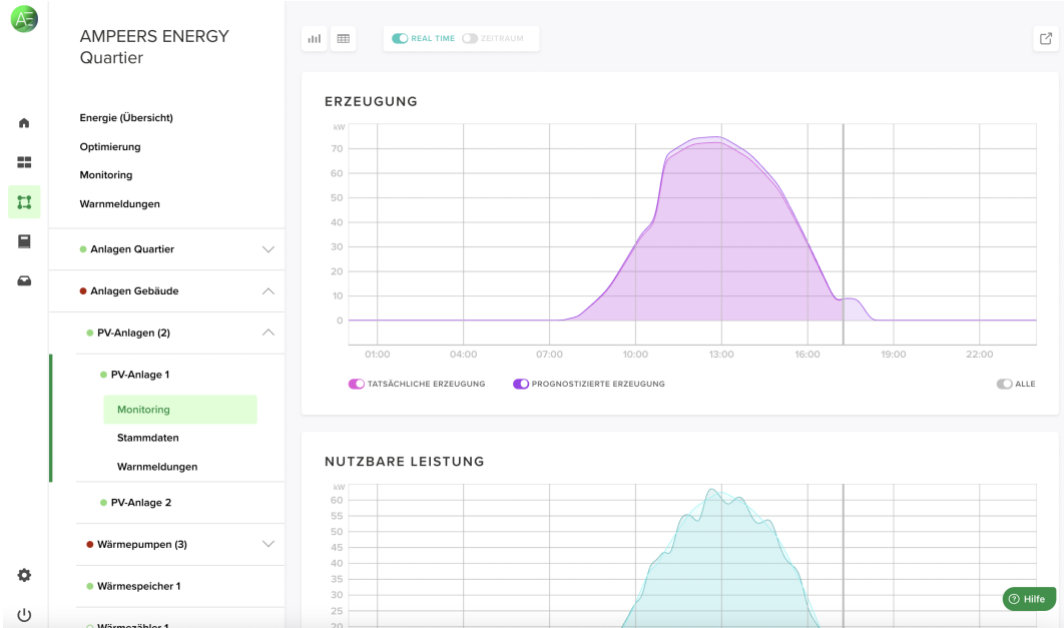 AE
AMPEERS ENERGY
Quartier
Energie (Übersicht)
Optimierung
Monitoring
Warnmeldungen
Anlagen Quartier
Anlagen Gebäude
PV-Anlagen (2)
PV-Anlage 1
Monitoring
Stammdaten
Warnmeldungen
PV-Anlage 2
Wärmepumpen (3)
Wärmespeicher 1
Wärmezähler 1
REAL TIME ZEITRAUM
ERZEUGUNG
kW
70
60
50
40
30
20
10
0
01:00 04:00 07:00 10:00 13:00 16:00 19:00 22:00
TATSÄCHLICHE ERZEUGUNG PROGNOSTIZIERTE ERZEUGUNG ALLE
NUTZBARE LEISTUNG
kW
60
55
50
45
40
35
30
25
20
Hilfe